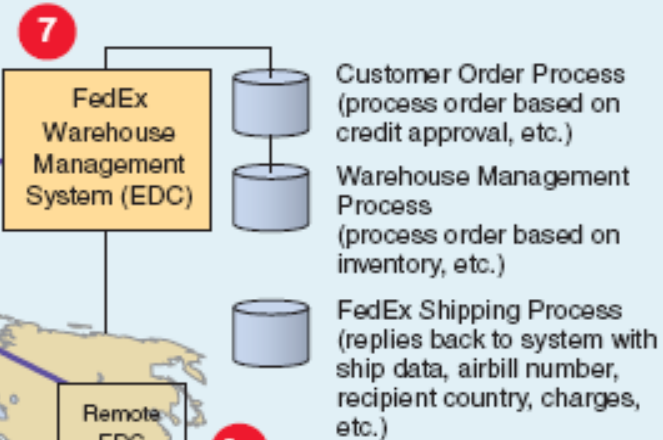 7
FedEx
Warehouse
Management
System (EDC)
Customer Order Process
(process order based on
credit approval, etc.)
Warehouse Management
Process
(process order based on
inventory, etc.)
FedEx Shipping Process
(replies back to system with
ship data, airbill number,
recipient country, charges,
etc.)
Remote
EDC